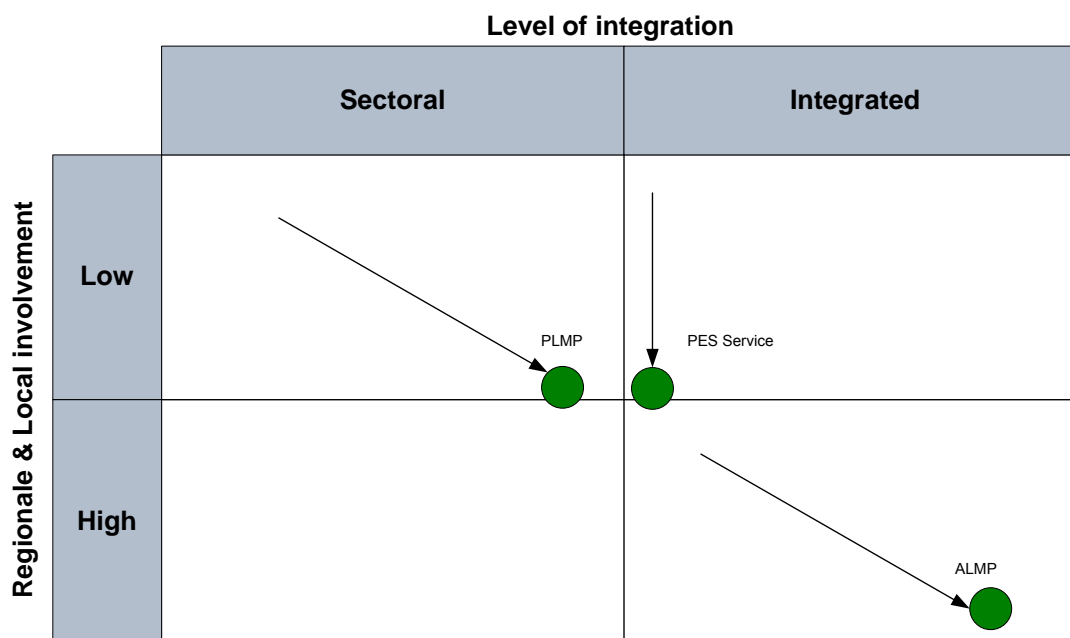 Level of integration
Sectoral
Integrated
Regionale & Local involvement
Low
PLMP
PES Service
High
ALMP